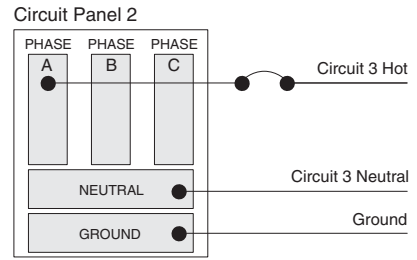 Circuit Panel 2
PHASE PHASE PHASE
A B C
Circuit 3 Hot
NEUTRAL
Circuit 3 Neutral
GROUND
Ground